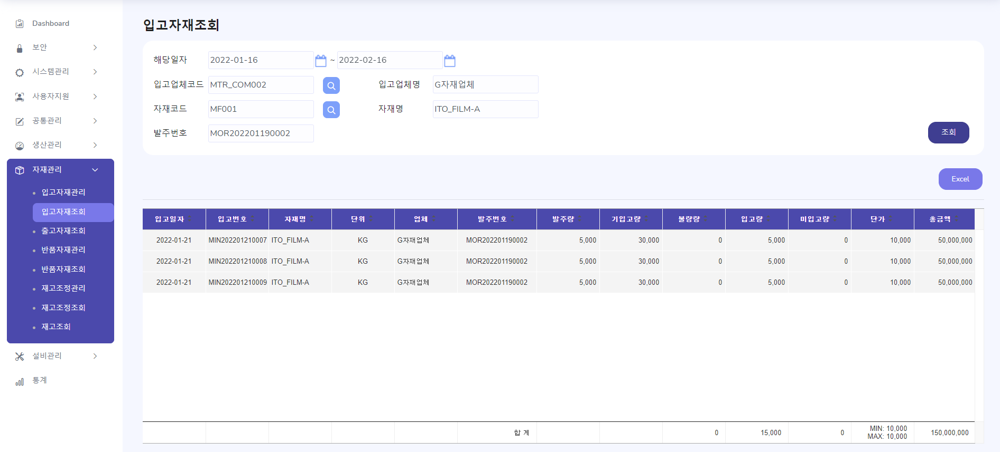 Dashboard
보안
시스템관리
사용자지원
공통관리
생산관리
자재관리
입고자재관리
입고자재조회
출고자재조회
반품자재관리
반품자재조회
재고조정관리
재고조정조회
재고조회
설비관리
통계
입고자재조회
해당일자 2022-01-16 ~ 2022-02-16
입고업체코드 MTR_COM002 입고업체명 G자재업체
자재코드 MF001 자재명 ITO_FILM-A
발주번호 MOR202201190002
조회
Excel
입고일자 입고번호 자재명 단위 업체 발주번호 발주량 기입고량 불량량 입고량 미입고량 단가 총금액
2022-01-21 MIN202201210007 ITO_FILM-A KG G자재업체 MOR202201190002 5,000 30,000 0 5,000 0 10,000 50,000,000
2022-01-21 MIN202201210008 ITO_FILM-A KG G자재업체 MOR202201190002 5,000 30,000 0 5,000 0 10,000 50,000,000
2022-01-21 MIN202201210009 ITO_FILM-A KG G자재업체 MOR202201190002 5,000 30,000 0 5,000 0 10,000 50,000,000
합 계 0 15,000 0 MIN: 10,000 150,000,000
MAX: 10,000